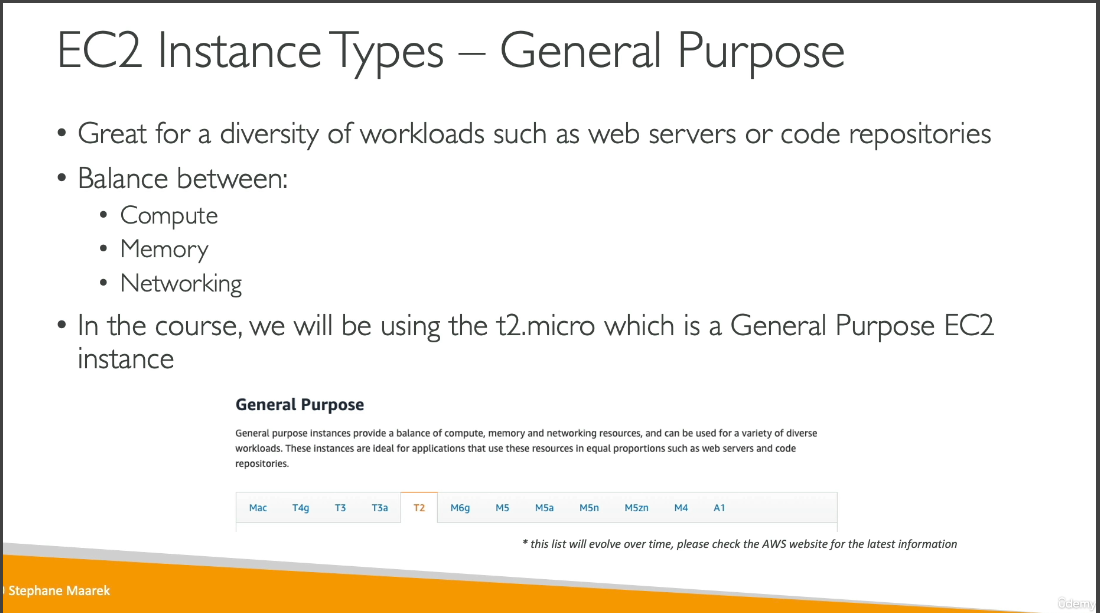 EC2 Instance Types – General Purpose
• Great for a diversity of workloads such as web servers or code repositories
• Balance between:
• Compute
• Memory
• Networking
• In the course, we will be using the t2.micro which is a General Purpose EC2
instance
General Purpose
General purpose instances provide a balance of compute, memory and networking resources, and can be used for a variety of diverse
workloads. These instances are ideal for applications that use these resources in equal proportions such as web servers and code
repositories.
Mac T4g T3 T3a T2 M6g M5 M5a M5n M5zn M4 A1
* this list will evolve over time, please check the AWS website for the latest information
Stephane Maarek
ûdemy